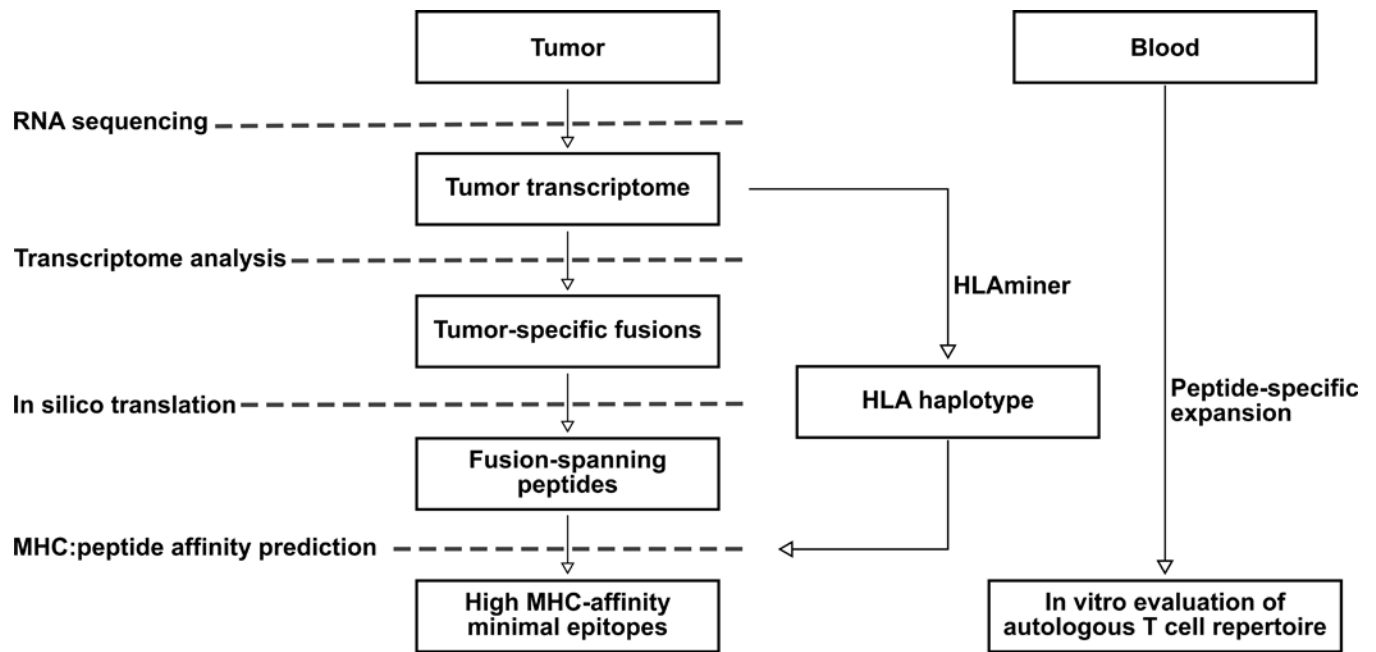 Tumor
Blood
RNA sequencing
Tumor transcriptome
Transcriptome analysis
HLAminer
Tumor-specific fusions
In silico translation
HLA haplotype
Peptide-specific
expansion
Fusion-spanning
peptides
MHC:peptide affinity prediction
High MHC-affinity
minimal epitopes
In vitro evaluation of
autologous T cell repertoire